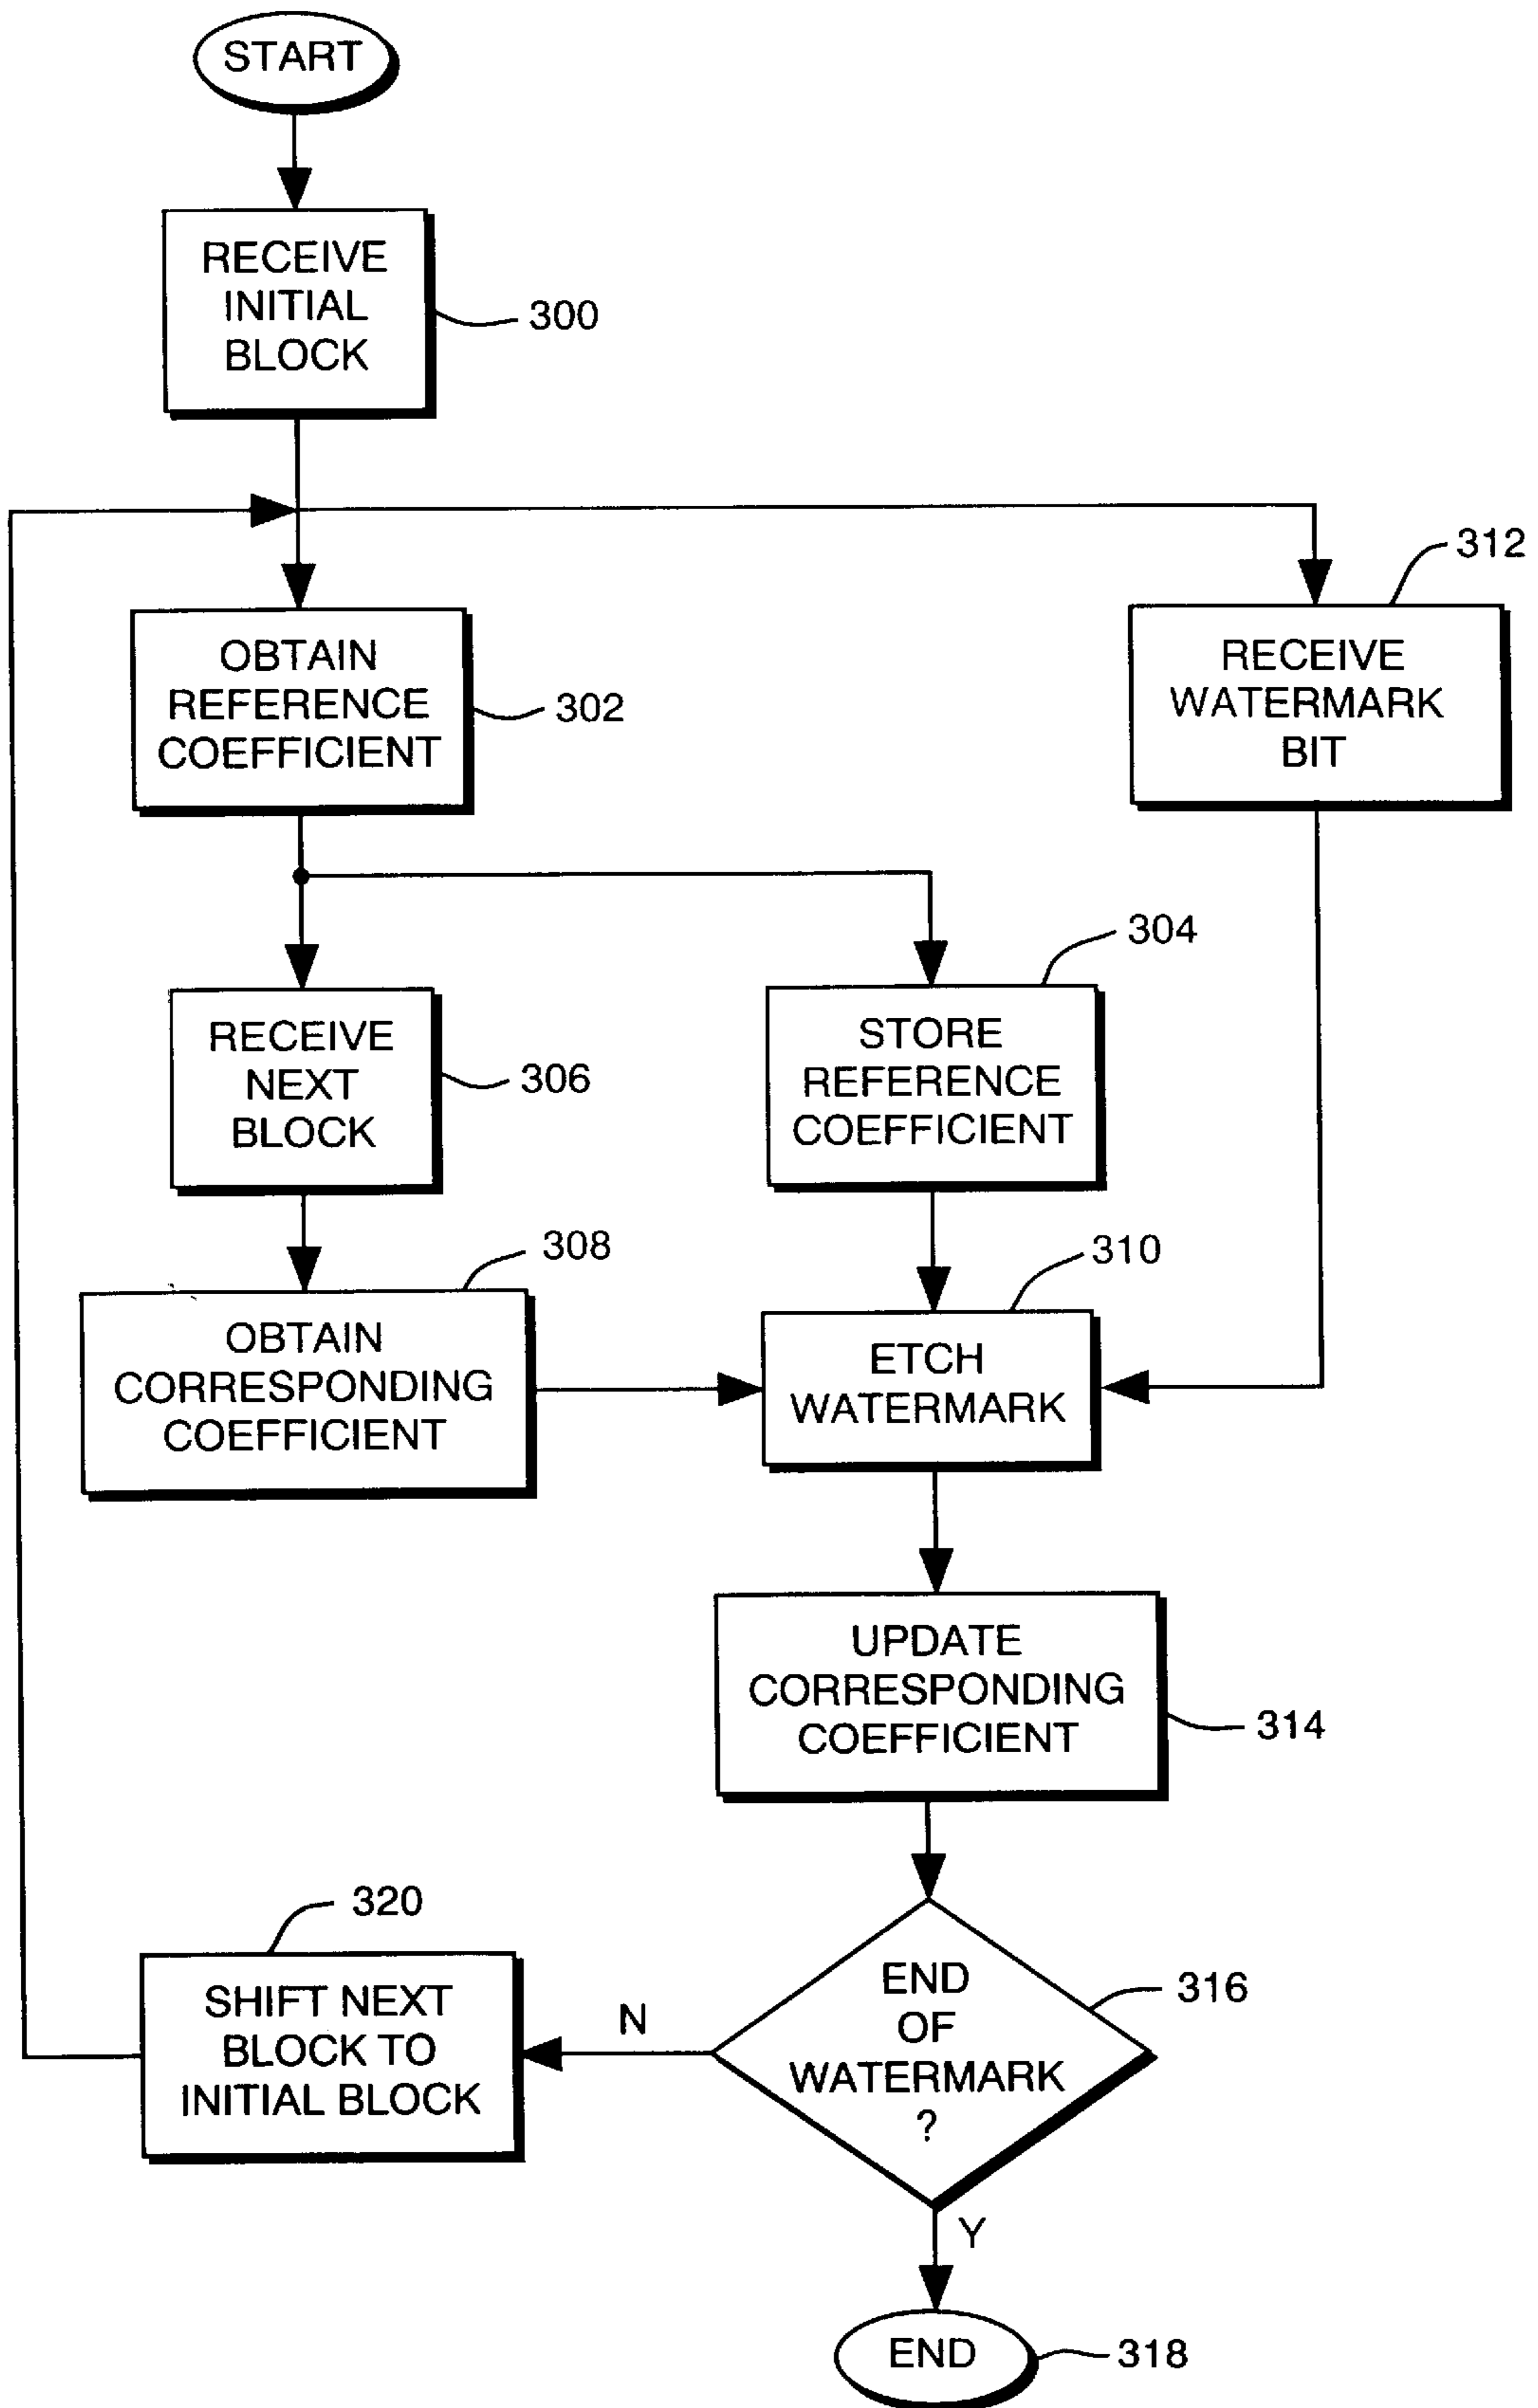 START
RECEIVE
INITIAL
BLOCK
300
312
OBTAIN
REFERENCE
COEFFICIENT
302
RECEIVE
WATERMARK
BIT
304
RECEIVE
NEXT
BLOCK
306
STORE
REFERENCE
COEFFICIENT
308
310
OBTAIN
CORRESPONDING
COEFFICIENT
ETCH
WATERMARK
UPDATE
CORRESPONDING
COEFFICIENT
314
320
SHIFT NEXT
BLOCK TO
INITIAL BLOCK
N
END
OF
WATERMARK
?
316
Y
END
318